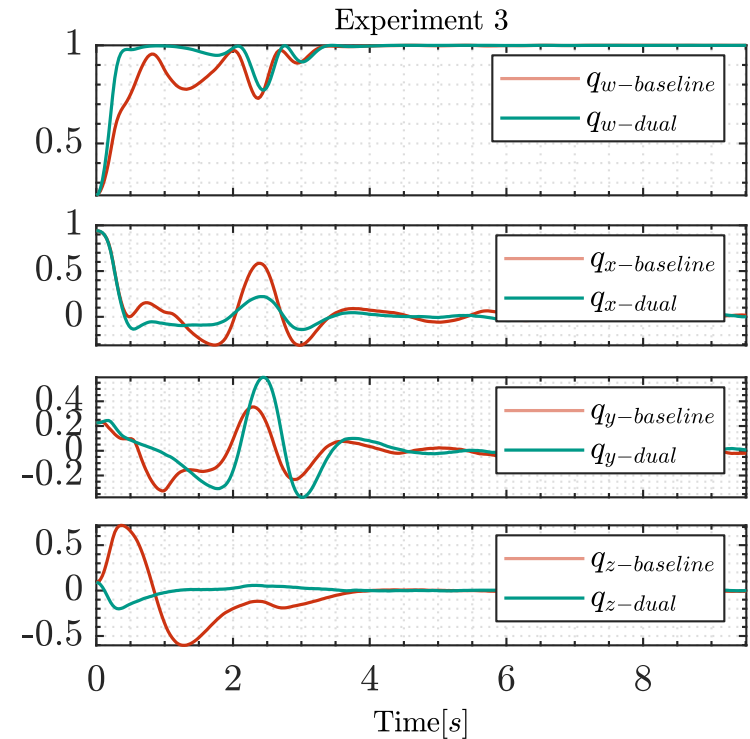 Experiment 3
1
0.5
q_{w-baseline}
q_{w-dual}
1
0.5
0
q_{x-baseline}
q_{x-dual}
0.4
0.2
0
-0.2
q_{y-baseline}
q_{y-dual}
0.5
0
-0.5
q_{z-baseline}
q_{z-dual}
0 2 4 6 8
Time[s]